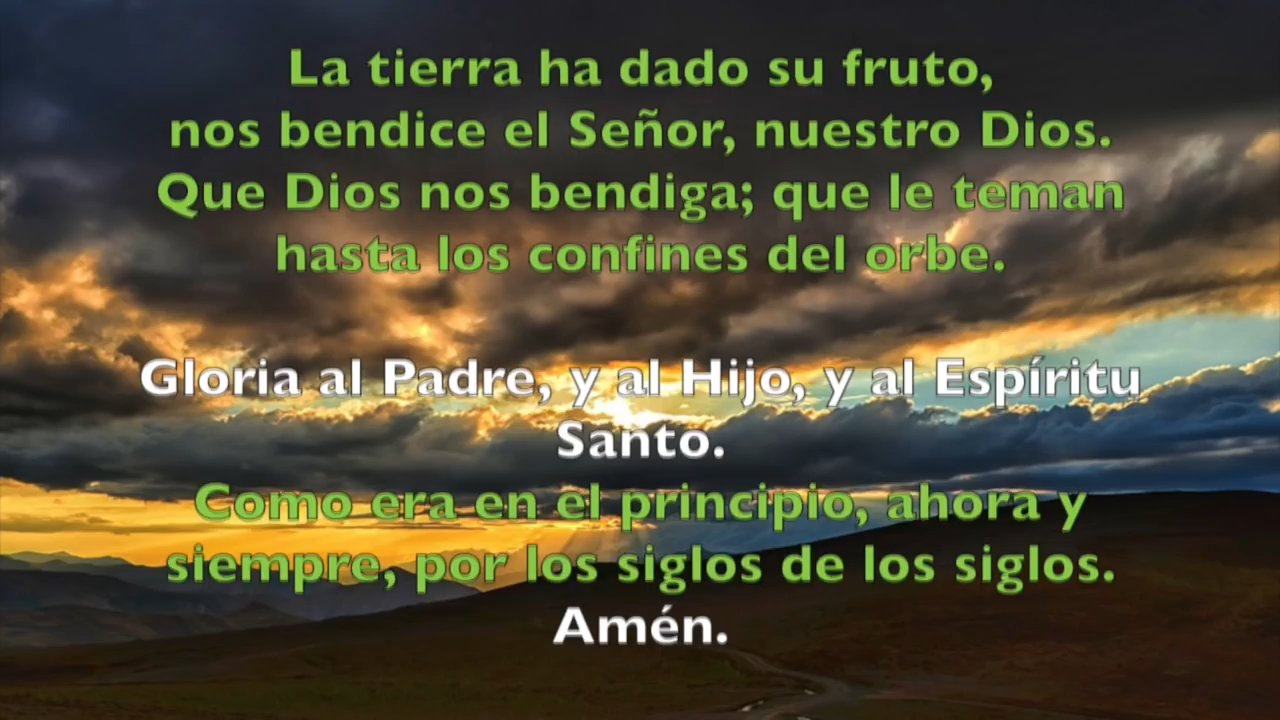 La tierra ha dado su fruto,
nos bendice el Señor, nuestro Dios.
Que Dios nos bendiga; que le teman
hasta los confines del orbe.
Gloria al Padre, y al Hijo, y al Espíritu
Santo.
Como era en el principio, ahora y
siempre, por los siglos de los siglos.
Amén.